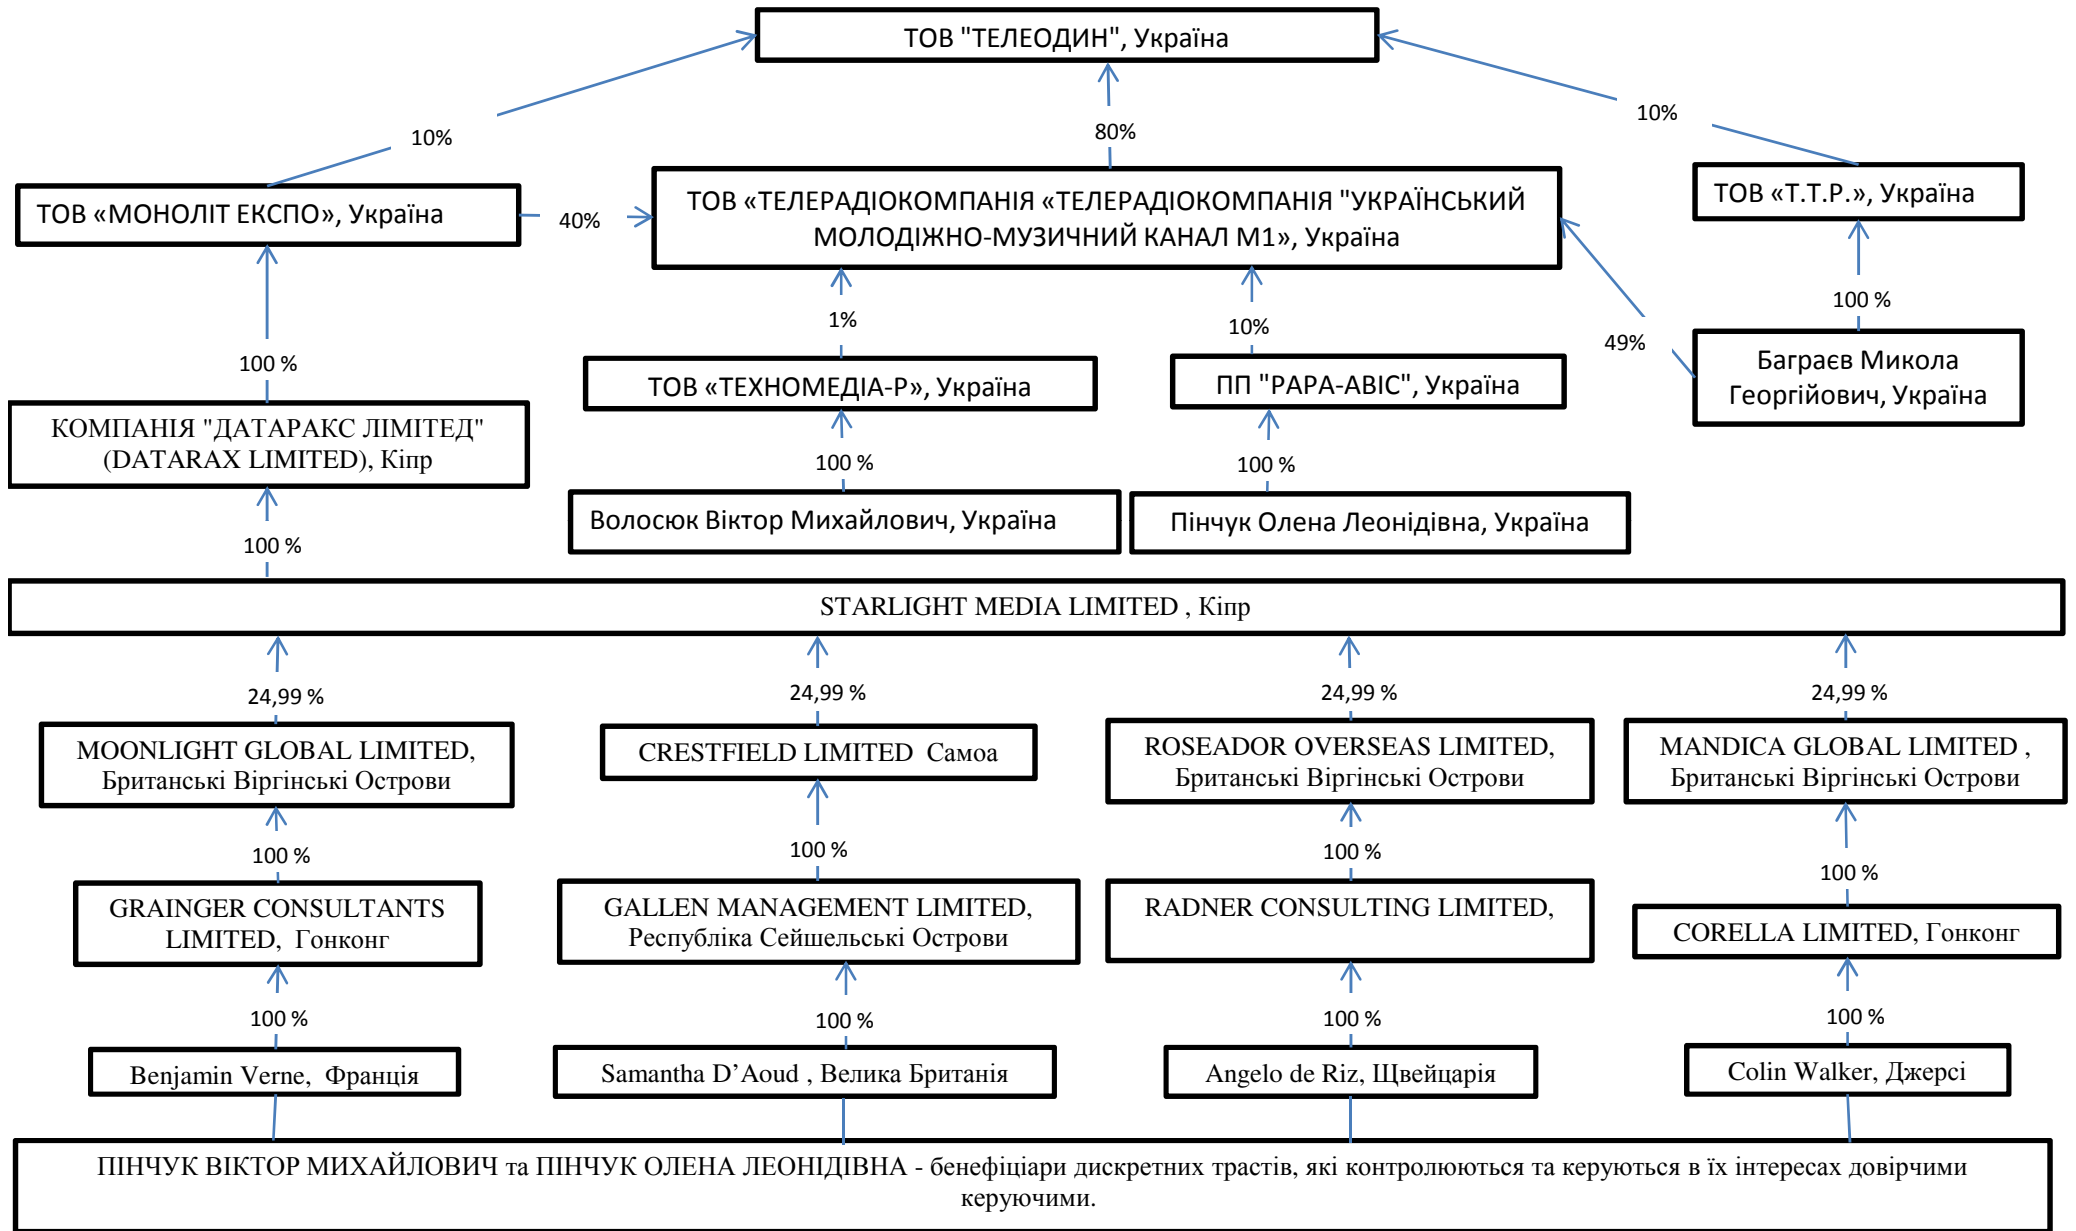 ТОВ "ТЕЛЕОДИН", Україна
10%
80%
10%
ТОВ «МОНОЛІТ ЕКСПО», Україна
40%
ТОВ «ТЕЛЕРАДІОКОМПАНІЯ «ТЕЛЕРАДІОКОМПАНІЯ "УКРАЇНСЬКИЙ
МОЛОДІЖНО-МУЗИЧНИЙ КАНАЛ М1», Україна
ТОВ «Т.Т.Р.», Україна
100 %
1%
10%
49%
100 %
ТОВ «ТЕХНОМЕДІА-Р», Україна
ПП "РАРА-АВІС", Україна
Баграєв Микола
Георгійович, Україна
КОМПАНІЯ "ДАТАРАКС ЛІМІТЕД"
(DATARAX LIMITED), Кіпр
100 %
100 %
Волосюк Віктор Михайлович, Україна
Пінчук Олена Леонідівна, Україна
100 %
STARLIGHT MEDIA LIMITED , Кіпр
24,99 %
24,99 %
24,99 %
24,99 %
MOONLIGHT GLOBAL LIMITED,
Британські Віргінські Острови
CRESTFIELD LIMITED Самоа
ROSEADOR OVERSEAS LIMITED,
Британські Віргінські Острови
MANDICA GLOBAL LIMITED ,
Британські Віргінські Острови
100 %
100 %
100 %
100 %
GRAINGER CONSULTANTS
LIMITED, Гонконг
GALLEN MANAGEMENT LIMITED,
Республіка Сейшельські Острови
RADNER CONSULTING LIMITED,
CORELLA LIMITED, Гонконг
100 %
100 %
100 %
100 %
Benjamin Verne, Франція
Samantha D’Aoud , Велика Британія
Angelo de Riz, Щвейцарія
Colin Walker, Джерсі
ПІНЧУК ВІКТОР МИХАЙЛОВИЧ та ПІНЧУК ОЛЕНА ЛЕОНІДІВНА - бенефіціари дискретних трастів, які контролюються та керуються в їх інтересах довірчими
керуючими.